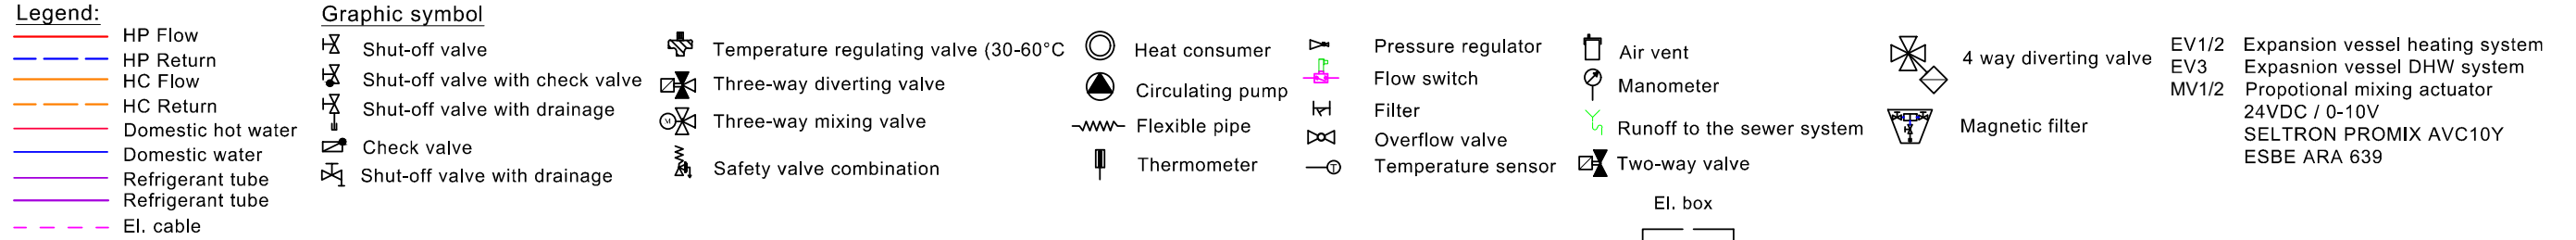 Legend:
HP Flow
HP Return
HC Flow
HC Return
Domestic hot water
Domestic water
Refrigerant tube
Refrigerant tube
El. cable
Graphic symbol
Shut-off valve
Shut-off valve with check valve
Shut-off valve with drainage
Check valve
Shut-off valve with drainage
Temperature regulating valve (30-60°C
Three-way diverting valve
M
Three-way mixing valve
Safety valve combination
Heat consumer
Circulating pump
Flexible pipe
Thermometer
Pressure regulator
Flow switch
Filter
Overflow valve
T
Temperature sensor
Air vent
Manometer
Runoff to the sewer system
Two-way valve
El. box
4 way diverting valve
Magnetic filter
EV1/2 Expansion vessel heating system
EV3 Expasnion vessel DHW system
MV1/2 Propotional mixing actuator
24VDC / 0-10V
SELTRON PROMIX AVC10Y
ESBE ARA 639